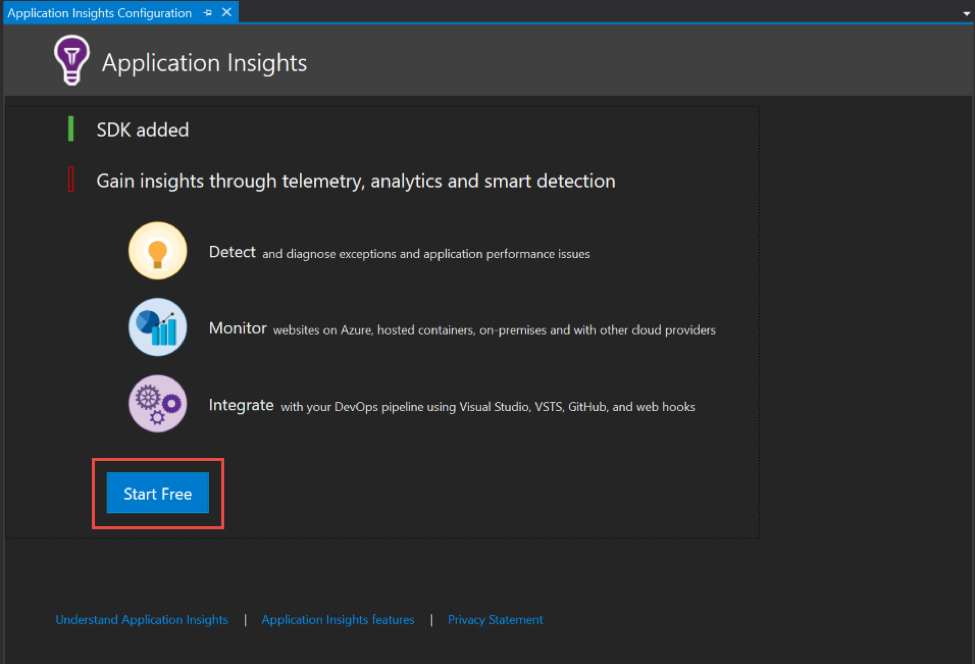 Application Insights Configuration
Application Insights
SDK added
Gain insights through telemetry, analytics and smart detection
Detect and diagnose exceptions and application performance issues
Monitor websites on Azure, hosted containers, on-premises and with other cloud providers
Integrate with your DevOps pipeline using Visual Studio, VSTS, GitHub, and web hooks
Start Free
Understand Application Insights | Application Insights features | Privacy Statement